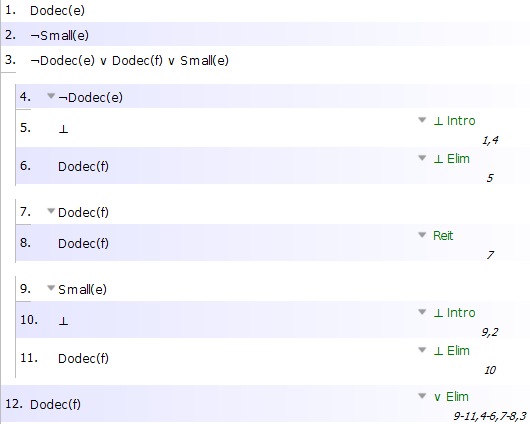 1. Dodec(e)
2. ¬Small(e)
3. ¬Dodec(e) ∨ Dodec(f) ∨ Small(e)
4. ¬Dodec(e)
5. ⊥ ⊥ Intro
1,4
6. Dodec(f) ⊥ Elim
5
7. Dodec(f)
8. Dodec(f) Reit
7
9. Small(e)
10. ⊥ ⊥ Intro
9,2
11. Dodec(f) ⊥ Elim
10
12. Dodec(f) ∨ Elim
9-11,4-6,7-8,3